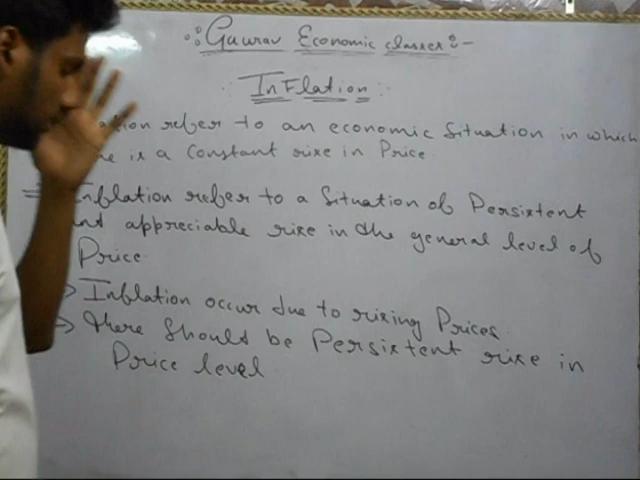 Gaurav Economic classes :-
Inflation
ation refer to an economic Situation in which
re is a Constant rise in Price
=> Inflation refer to a Situation of Persistent
and appreciable rise in the general level of
Price
> Inflation occur due to rising Prices.
=> there Should be Persistent rise in
Price level